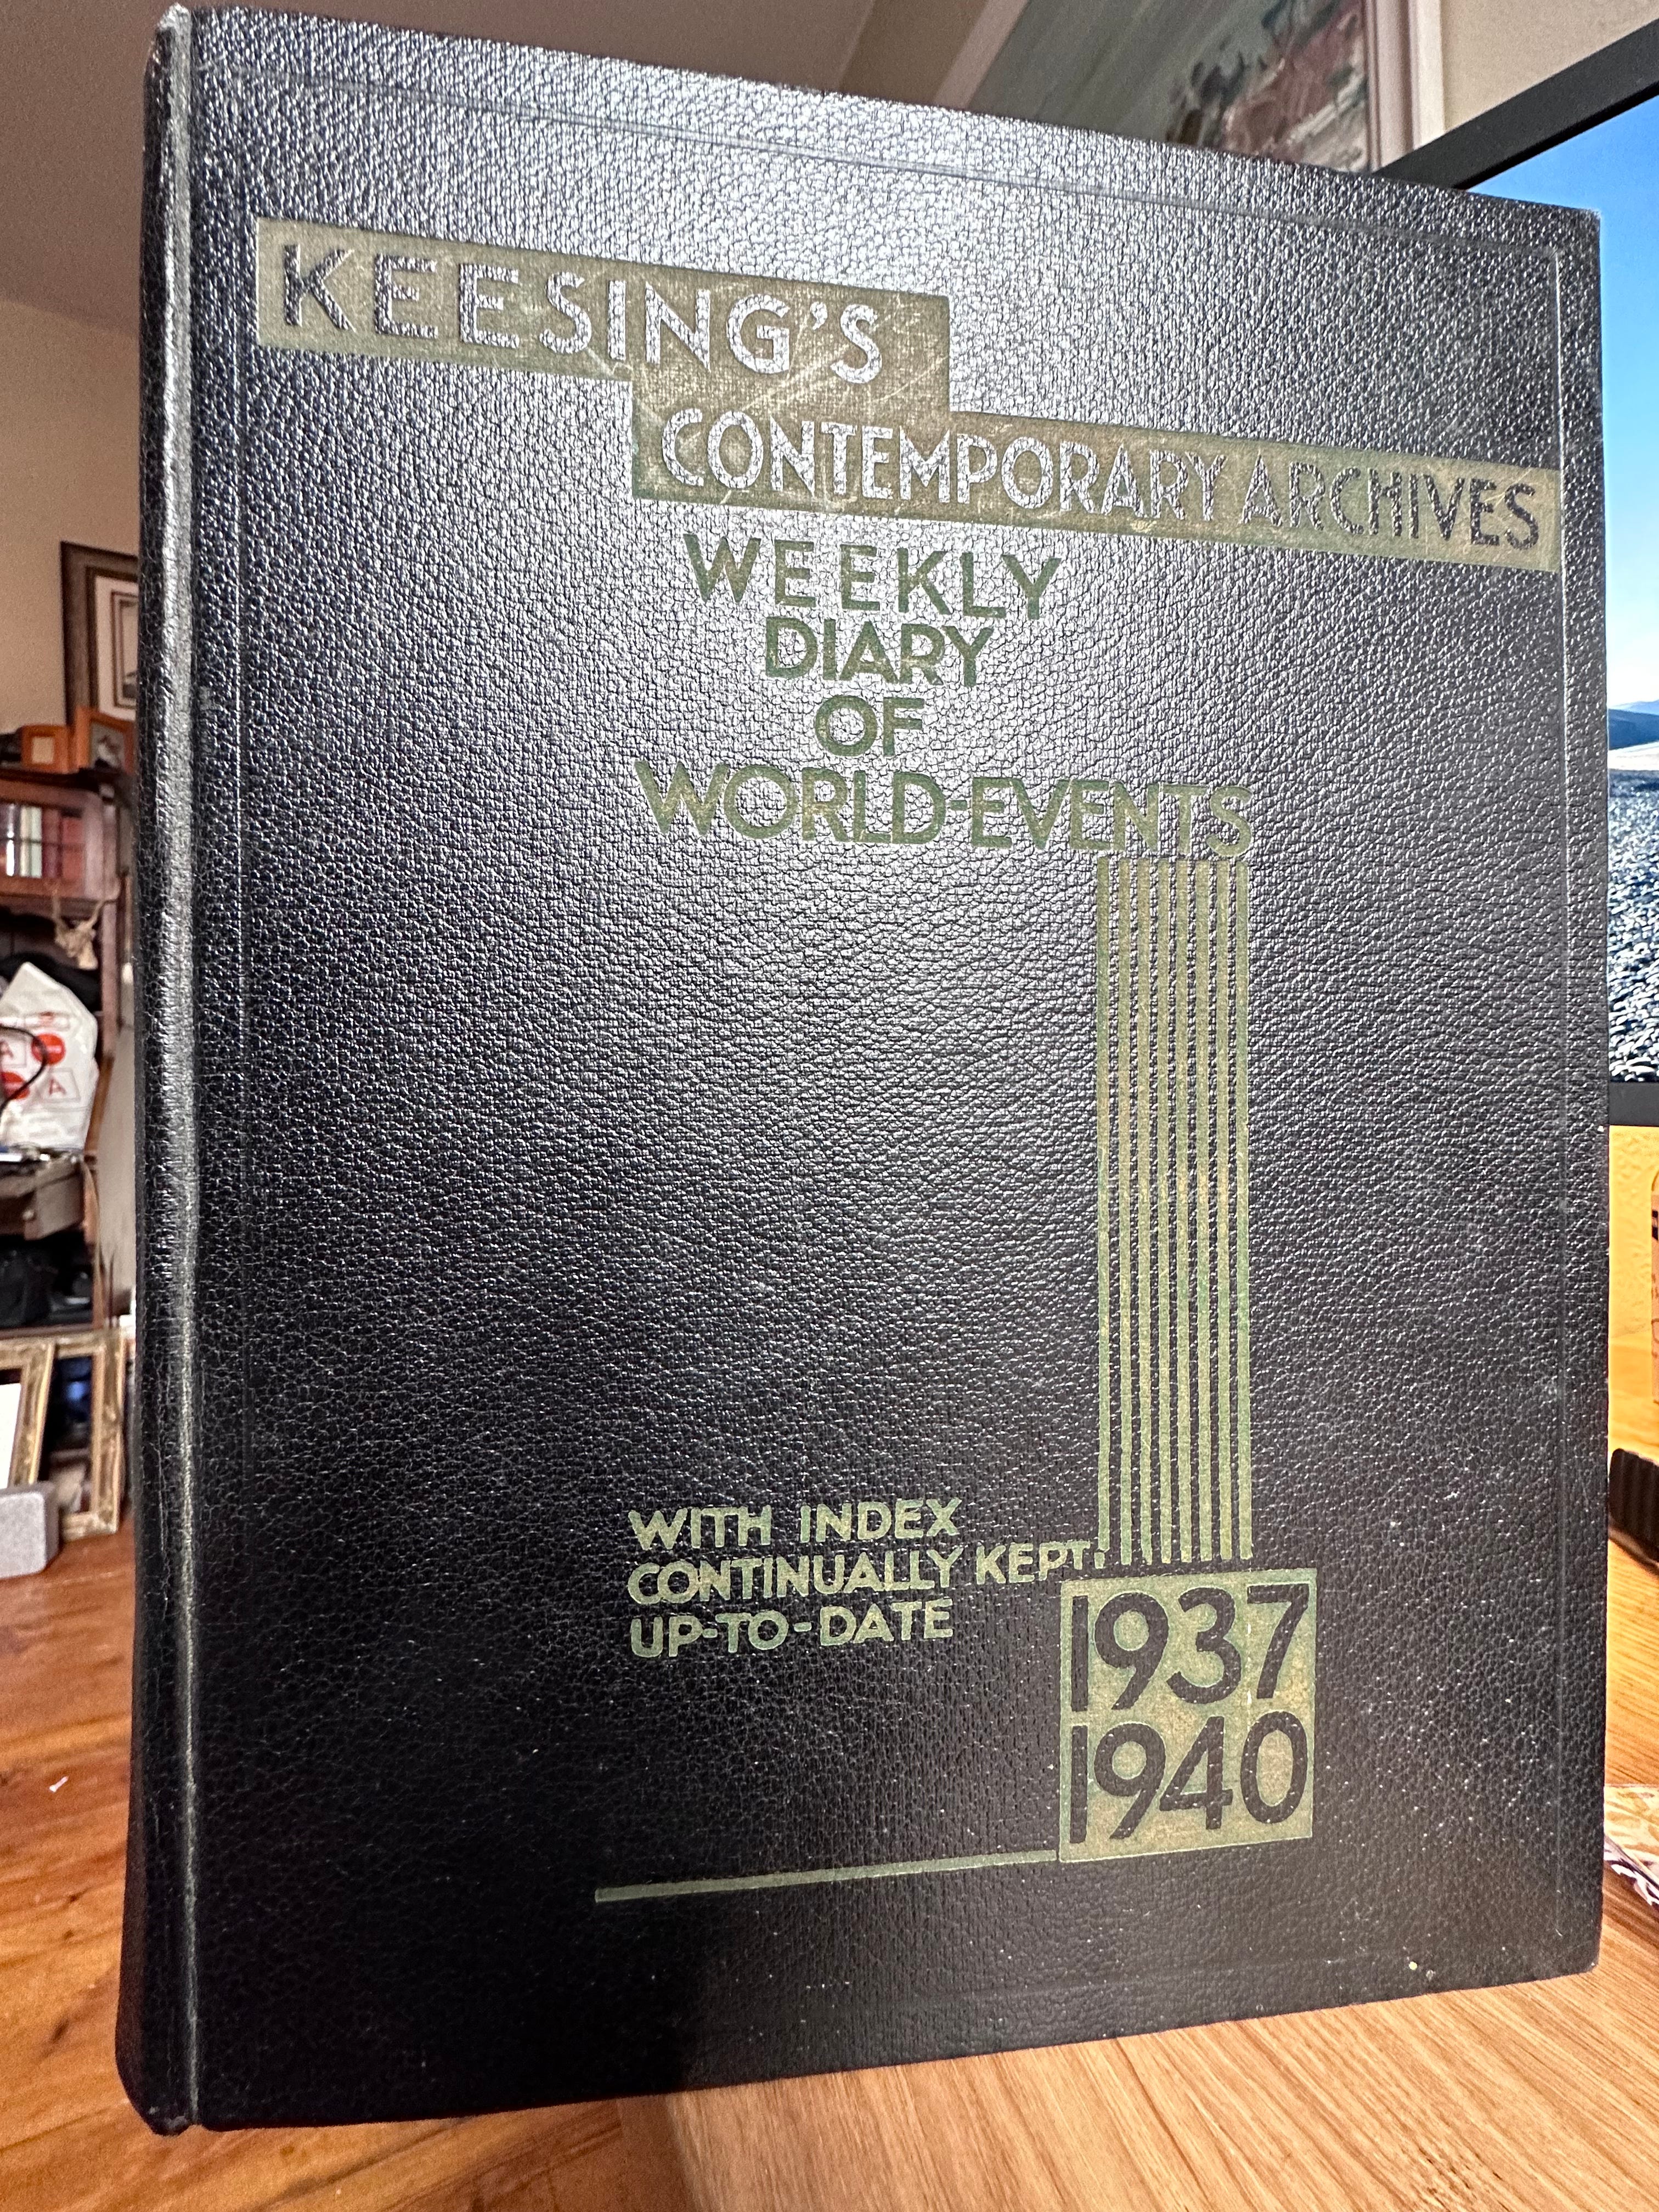 KEESING'S
CONTEMPORARY ARCHIVES
WEEKLY
DIARY
OF
WORLD-EVENTS
WITH INDEX
CONTINUALLY KEPT
UP-TO-DATE
1937
1940
A
A